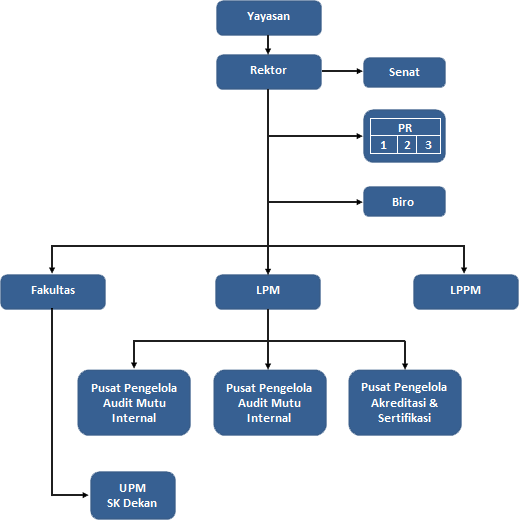 Yayasan
Rektor
Senat
PR
1 2 3
Biro
Fakultas
LPM
LPPM
Pusat Pengelola
Audit Mutu
Internal
Pusat Pengelola
Audit Mutu
Internal
Pusat Pengelola
Akreditasi &
Sertifikasi
UPM
SK Dekan